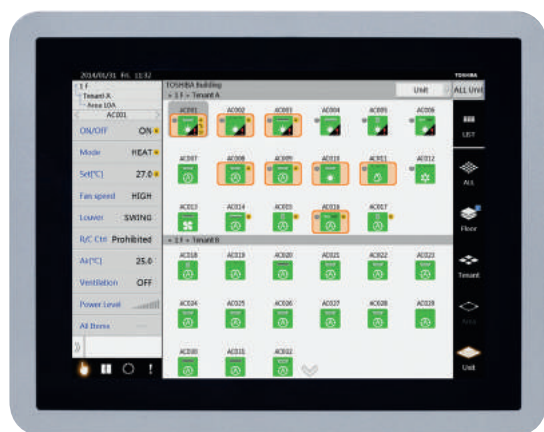 2014/01/31 Fri. 11:32
TOSHIBA
1 F
Tenant-A
Area 10A
AC001
ON/OFF ON
Mode HEAT
Set[°C] 27.0
Fan speed HIGH
Louver SWING
R/C Ctrl Prohibited
Air[°C] 25.0
Ventilation OFF
Power Level
All Items
TOSHIBA Building
Unit
ALL Unit
» 1 F » Tenant A
AC001 AC002 AC003 AC004 AC005 AC006
AC007 AC008 AC009 AC010 AC011 AC012
AC013 AC014 AC015 AC016 AC017
» 1 F » Tenant B
AC018 AC019 AC020 AC021 AC022 AC023
AC024 AC025 AC026 AC027 AC028 AC029
AC030 AC031 AC032
LIST
ALL
Floor
Tenant
Area
Unit